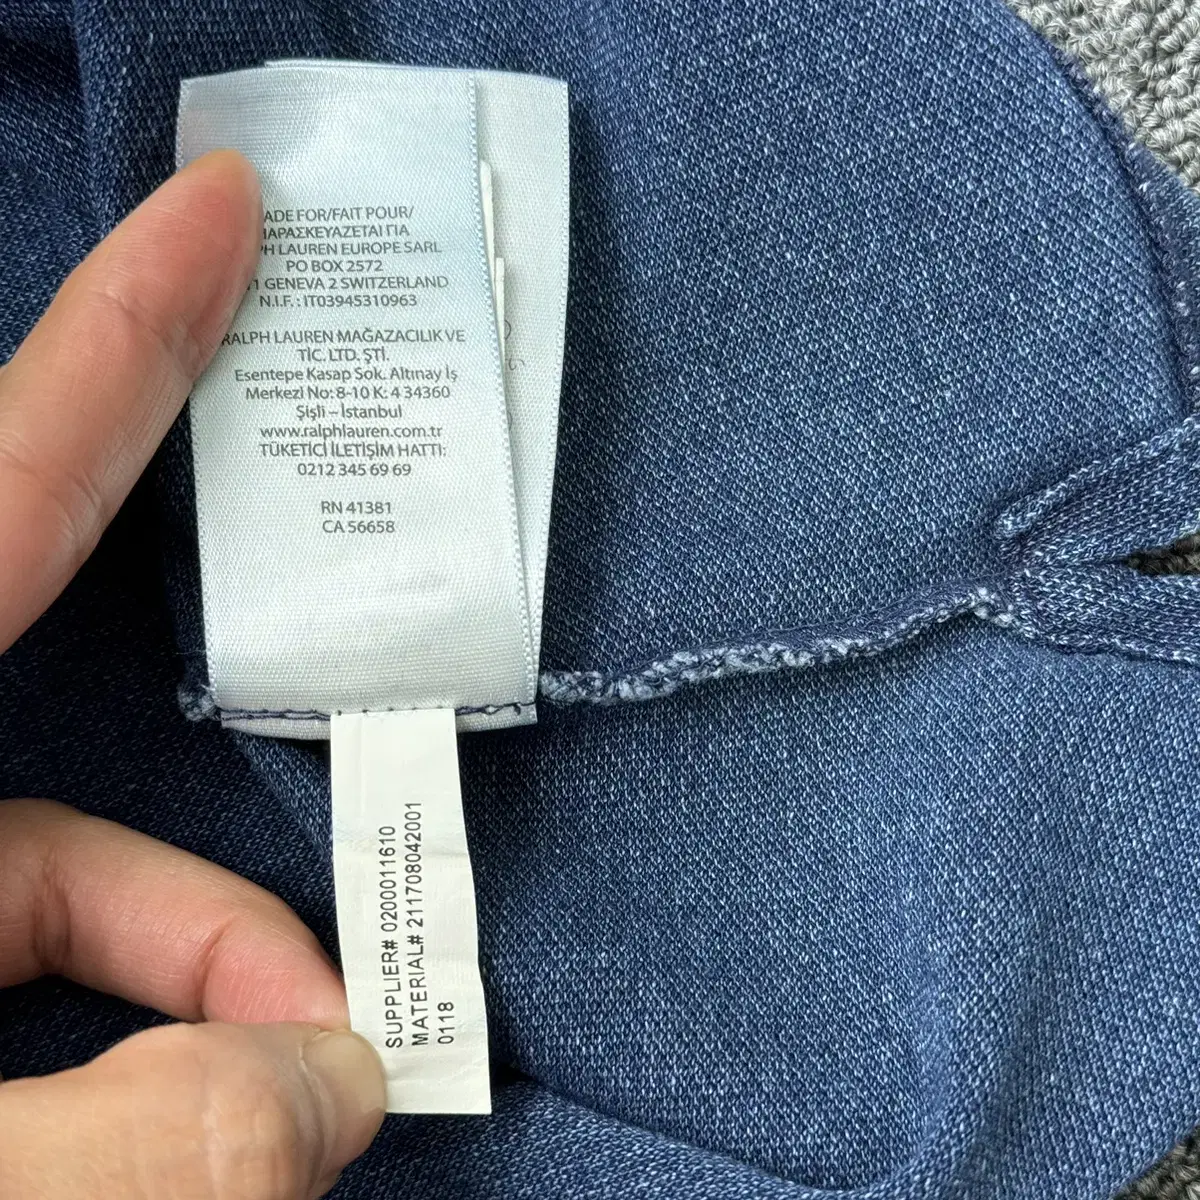 ADE FOR/FAIT POUR/
ΑΡΑΣΚΕΥΑΖΕΤΑΙ ΓΙΑ
PH LAUREN EUROPE SARL
PO BOX 2572
1 GENEVA 2 SWITZERLAND
N.I.F. : IT03945310963
RALPH LAUREN MAĞAZACILIK VE
TİC. LTD. ŞTİ.
Esentepe Kasap Sok. Altınay İş
Merkezi No: 8-10 K: 4 34360
Şişli – İstanbul
www.ralphlauren.com.tr
TÜKETİCİ İLETİŞİM HATTI:
0212 345 69 69
RN 41381
CA 56658
SUPPLIER# 0200011610
MATERIAL# 211708042001
0118